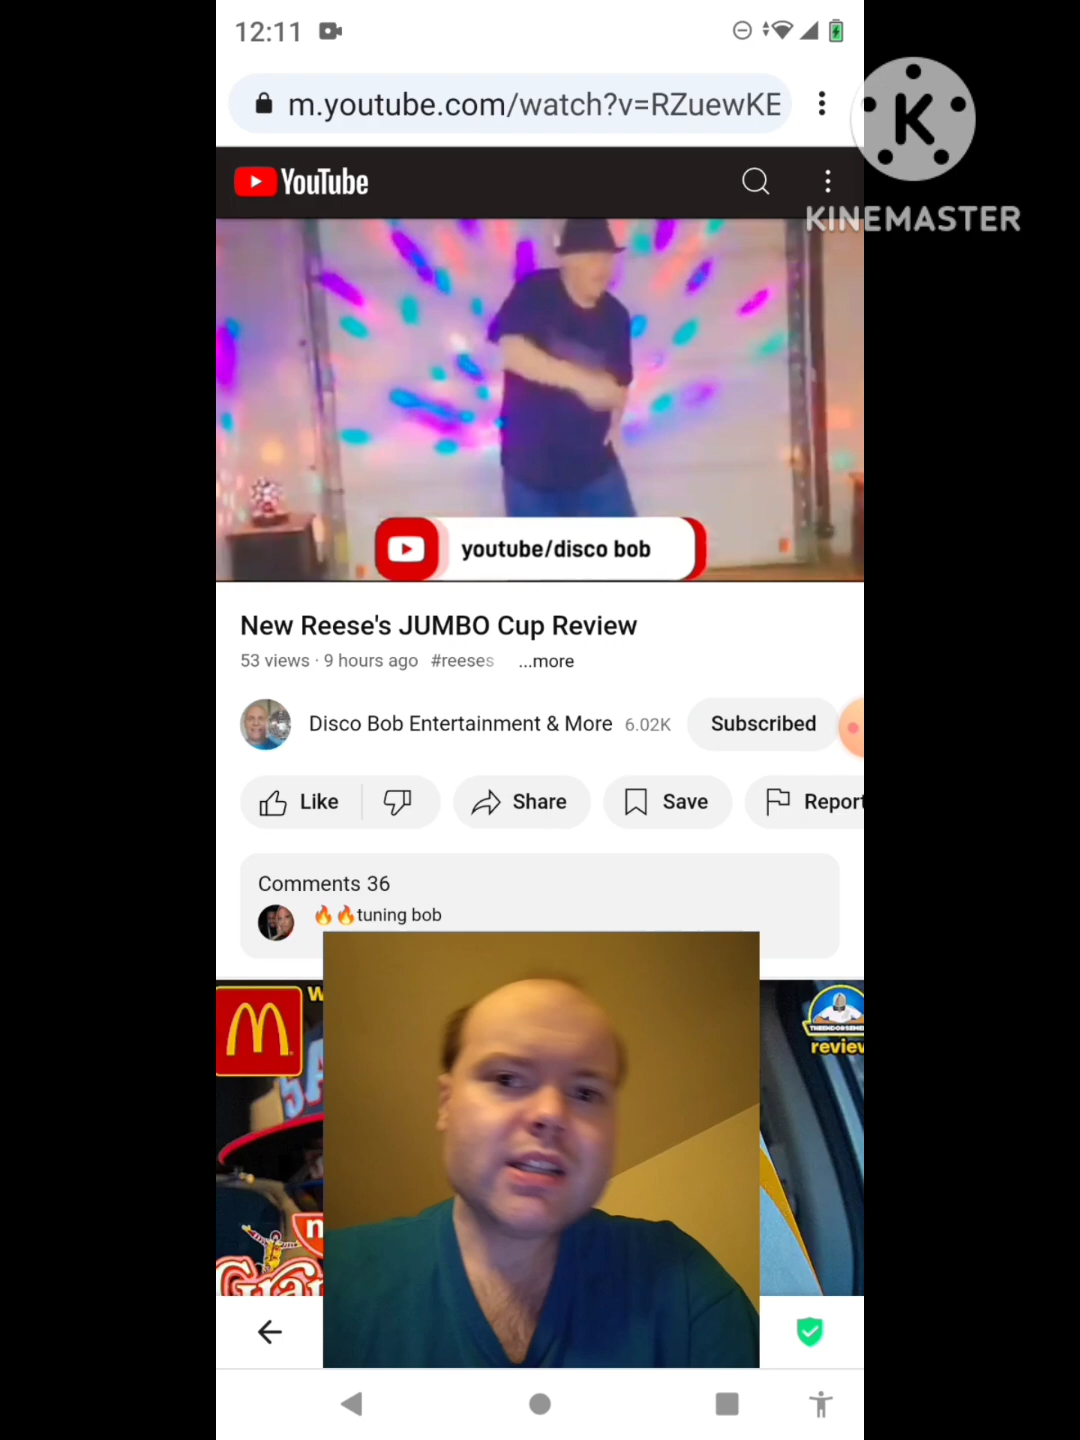 12:11
m.youtube.com/watch?v=RZuewKE
K
KINEMASTER
YouTube
youtube/disco bob
New Reese's JUMBO Cup Review
53 views · 9 hours ago #reeses ...more
Disco Bob Entertainment & More 6.02K Subscribed
Like Share Save Report
Comments 36
🔥🔥tuning bob
review